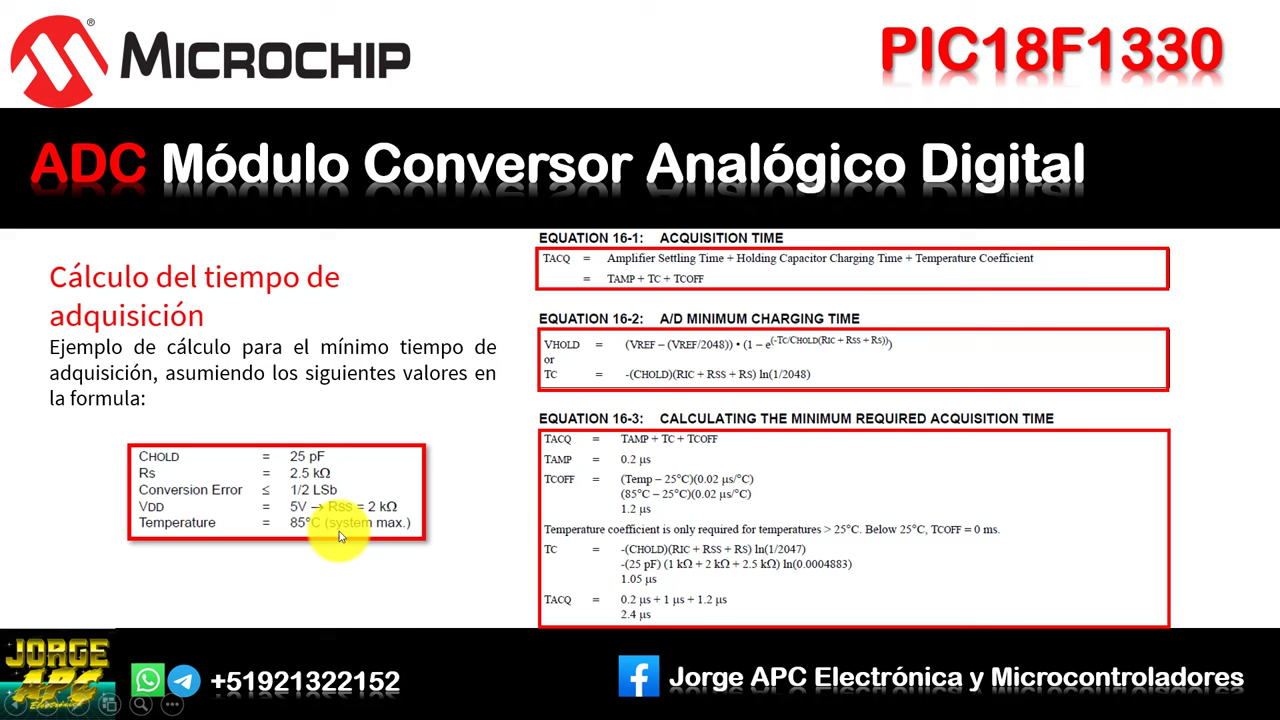 MICROCHIP®
PIC18F1330
ADC Módulo Conversor Analógico Digital
Cálculo del tiempo de
adquisición
Ejemplo de cálculo para el mínimo tiempo de
adquisición, asumiendo los siguientes valores en
la formula:
CHOLD = 25 pF
Rs = 2.5 kΩ
Conversion Error ≤ 1/2 LSb
VDD = 5V → RSS = 2 kΩ
Temperature = 85°C (system max.)
EQUATION 16-1: ACQUISITION TIME
TACQ = Amplifier Settling Time + Holding Capacitor Charging Time + Temperature Coefficient
= TAMP + TC + TCOFF
EQUATION 16-2: A/D MINIMUM CHARGING TIME
VHOLD = (VREF – (VREF/2048)) • (1 – e(-TC/CHOLD(RIC + RSS + RS)))
or
TC = -(CHOLD)(RIC + RSS + RS) ln(1/2048)
EQUATION 16-3: CALCULATING THE MINIMUM REQUIRED ACQUISITION TIME
TACQ = TAMP + TC + TCOFF
TAMP = 0.2 μs
TCOFF = (Temp – 25°C)(0.02 μs/°C)
(85°C – 25°C)(0.02 μs/°C)
1.2 μs
Temperature coefficient is only required for temperatures > 25°C. Below 25°C, TCOFF = 0 ms.
TC = -(CHOLD)(RIC + RSS + RS) ln(1/2047)
-(25 pF) (1 kΩ + 2 kΩ + 2.5 kΩ) ln(0.0004883)
1.05 μs
TACQ = 0.2 μs + 1 μs + 1.2 μs
2.4 μs
JORGE
APC
Electrónica
+51921322152
Jorge APC Electrónica y Microcontroladores